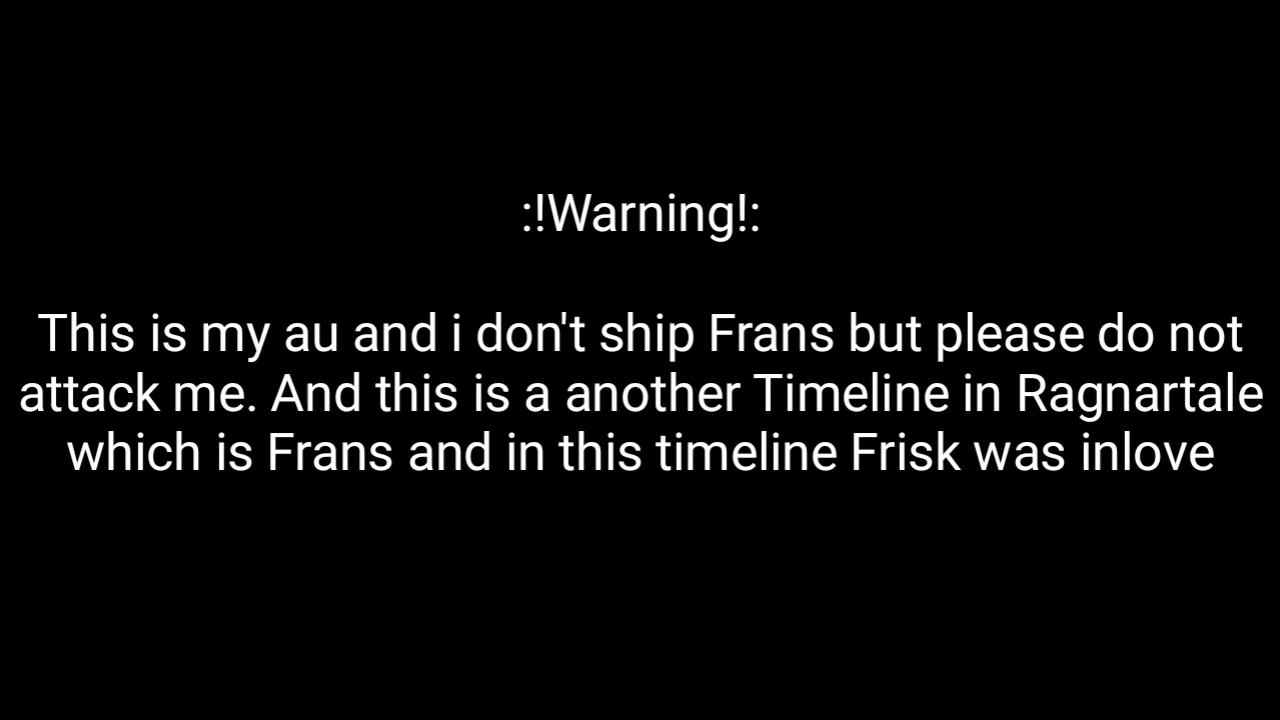 :!Warning!:
This is my au and i don't ship Frans but please do not
attack me. And this is a another Timeline in Ragnartale
which is Frans and in this timeline Frisk was inlove